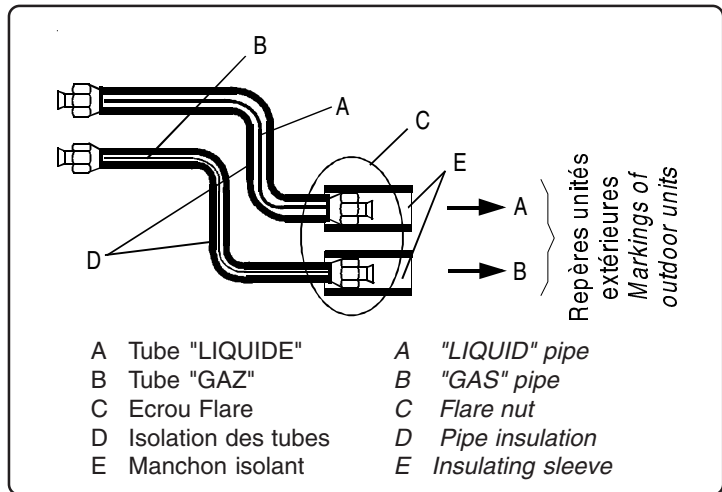 B
A
C
E
D
A
B
Repères unités
extérieures
Markings of
outdoor units
A Tube "LIQUIDE"
B Tube "GAZ"
C Ecrou Flare
D Isolation des tubes
E Manchon isolant
A "LIQUID" pipe
B "GAS" pipe
C Flare nut
D Pipe insulation
E Insulating sleeve